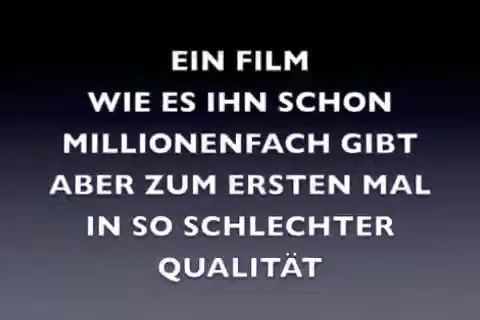 EIN FILM
WIE ES IHN SCHON
MILLIONENFACH GIBT
ABER ZUM ERSTEN MAL
IN SO SCHLECHTER
QUALITÄT